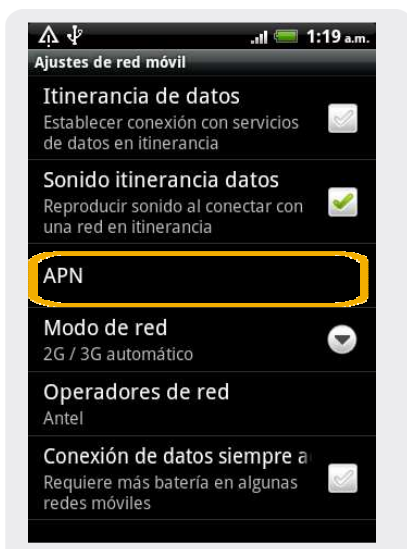 1:19 a.m.
Ajustes de red móvil
Itinerancia de datos
Establecer conexión con servicios
de datos en itinerancia
Sonido itinerancia datos
Reproducir sonido al conectar con
una red en itinerancia
APN
Modo de red
2G / 3G automático
Operadores de red
Antel
Conexión de datos siempre a
Requiere más batería en algunas
redes móviles